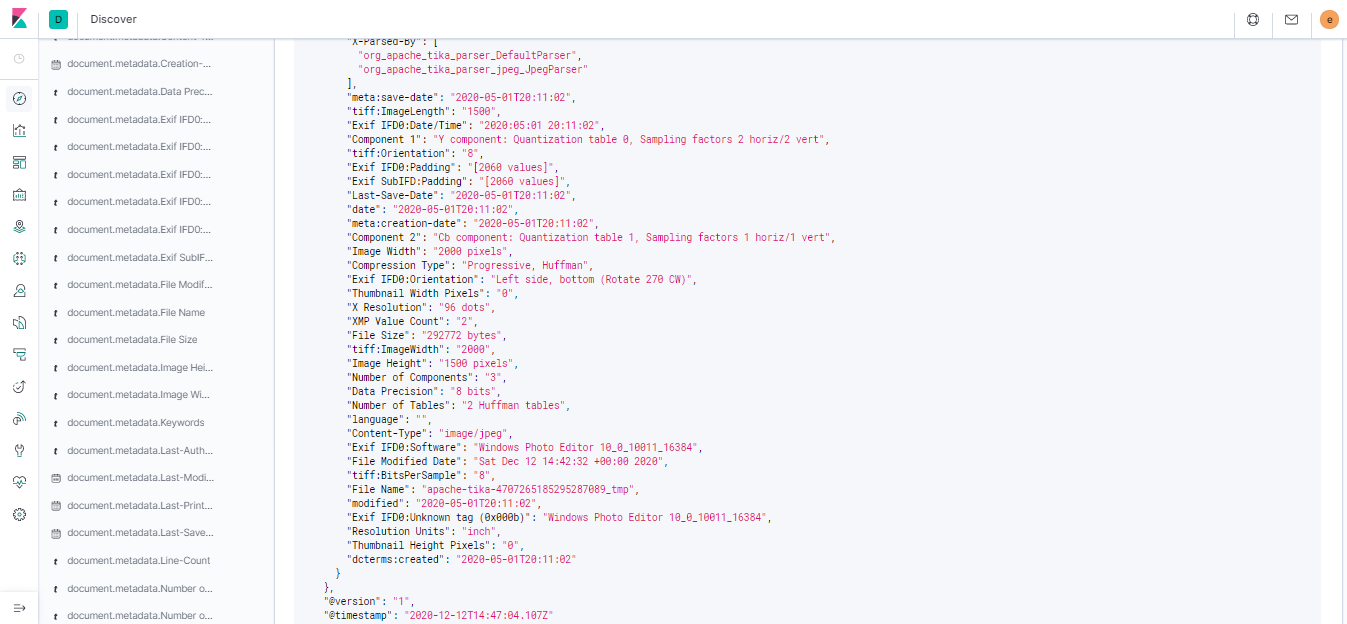 D
Discover
e
document.metadata.Content-T...
document.metadata.Creation-...
t document.metadata.Data Prec...
t document.metadata.Exif IFD0:...
t document.metadata.Exif IFD0:...
t document.metadata.Exif IFD0:...
t document.metadata.Exif IFD0:...
t document.metadata.Exif IFD0:...
t document.metadata.Exif SubIF...
t document.metadata.File Modif...
t document.metadata.File Name
t document.metadata.File Size
t document.metadata.Image Hei...
t document.metadata.Image Wi...
t document.metadata.Keywords
t document.metadata.Last-Auth...
document.metadata.Last-Modi...
document.metadata.Last-Print...
document.metadata.Last-Save...
t document.metadata.Line-Count
t document.metadata.Number o...
t document.metadata.Number o...
"X-Parsed-By": [
"org_apache_tika_parser_DefaultParser",
"org_apache_tika_parser_jpeg_JpegParser"
],
"meta:save-date": "2020-05-01T20:11:02",
"tiff:ImageLength": "1500",
"Exif IFD0:Date/Time": "2020:05:01 20:11:02",
"Component 1": "Y component: Quantization table 0, Sampling factors 2 horiz/2 vert",
"tiff:Orientation": "8",
"Exif IFD0:Padding": "[2060 values]",
"Exif SubIFD:Padding": "[2060 values]",
"Last-Save-Date": "2020-05-01T20:11:02",
"date": "2020-05-01T20:11:02",
"meta:creation-date": "2020-05-01T20:11:02",
"Component 2": "Cb component: Quantization table 1, Sampling factors 1 horiz/1 vert",
"Image Width": "2000 pixels",
"Compression Type": "Progressive, Huffman",
"Exif IFD0:Orientation": "Left side, bottom (Rotate 270 CW)",
"Thumbnail Width Pixels": "0",
"X Resolution": "96 dots",
"XMP Value Count": "2",
"File Size": "292772 bytes",
"tiff:ImageWidth": "2000",
"Image Height": "1500 pixels",
"Number of Components": "3",
"Data Precision": "8 bits",
"Number of Tables": "2 Huffman tables",
"language": "",
"Content-Type": "image/jpeg",
"Exif IFD0:Software": "Windows Photo Editor 10_0_10011_16384",
"File Modified Date": "Sat Dec 12 14:42:32 +00:00 2020",
"tiff:BitsPerSample": "8",
"File Name": "apache-tika-4707265185295287089_tmp",
"modified": "2020-05-01T20:11:02",
"Exif IFD0:Unknown tag (0x000b)": "Windows Photo Editor 10_0_10011_16384",
"Resolution Units": "inch",
"Thumbnail Height Pixels": "0",
"dcterms:created": "2020-05-01T20:11:02"
}
},
"@version": "1",
"@timestamp": "2020-12-12T14:47:04.107Z"